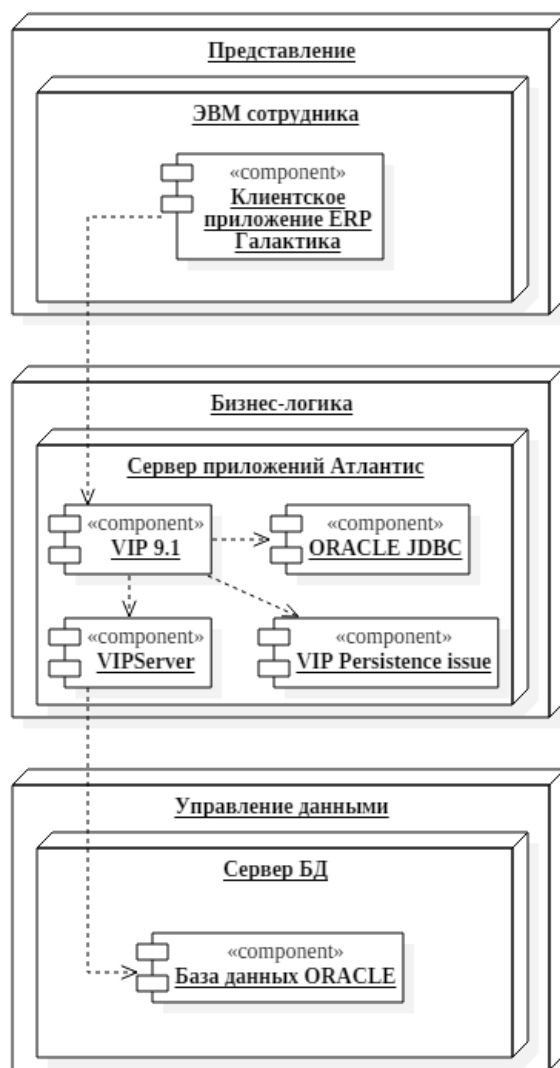 Представление
ЭВМ сотрудника
«component»
Клиентское
приложение ERP
Галактика
Бизнес-логика
Сервер приложений Атлантис
«component»
VIP 9.1
«component»
ORACLE JDBC
«component»
VIPServer
«component»
VIP Persistence issue
Управление данными
Сервер БД
«component»
База данных ORACLE